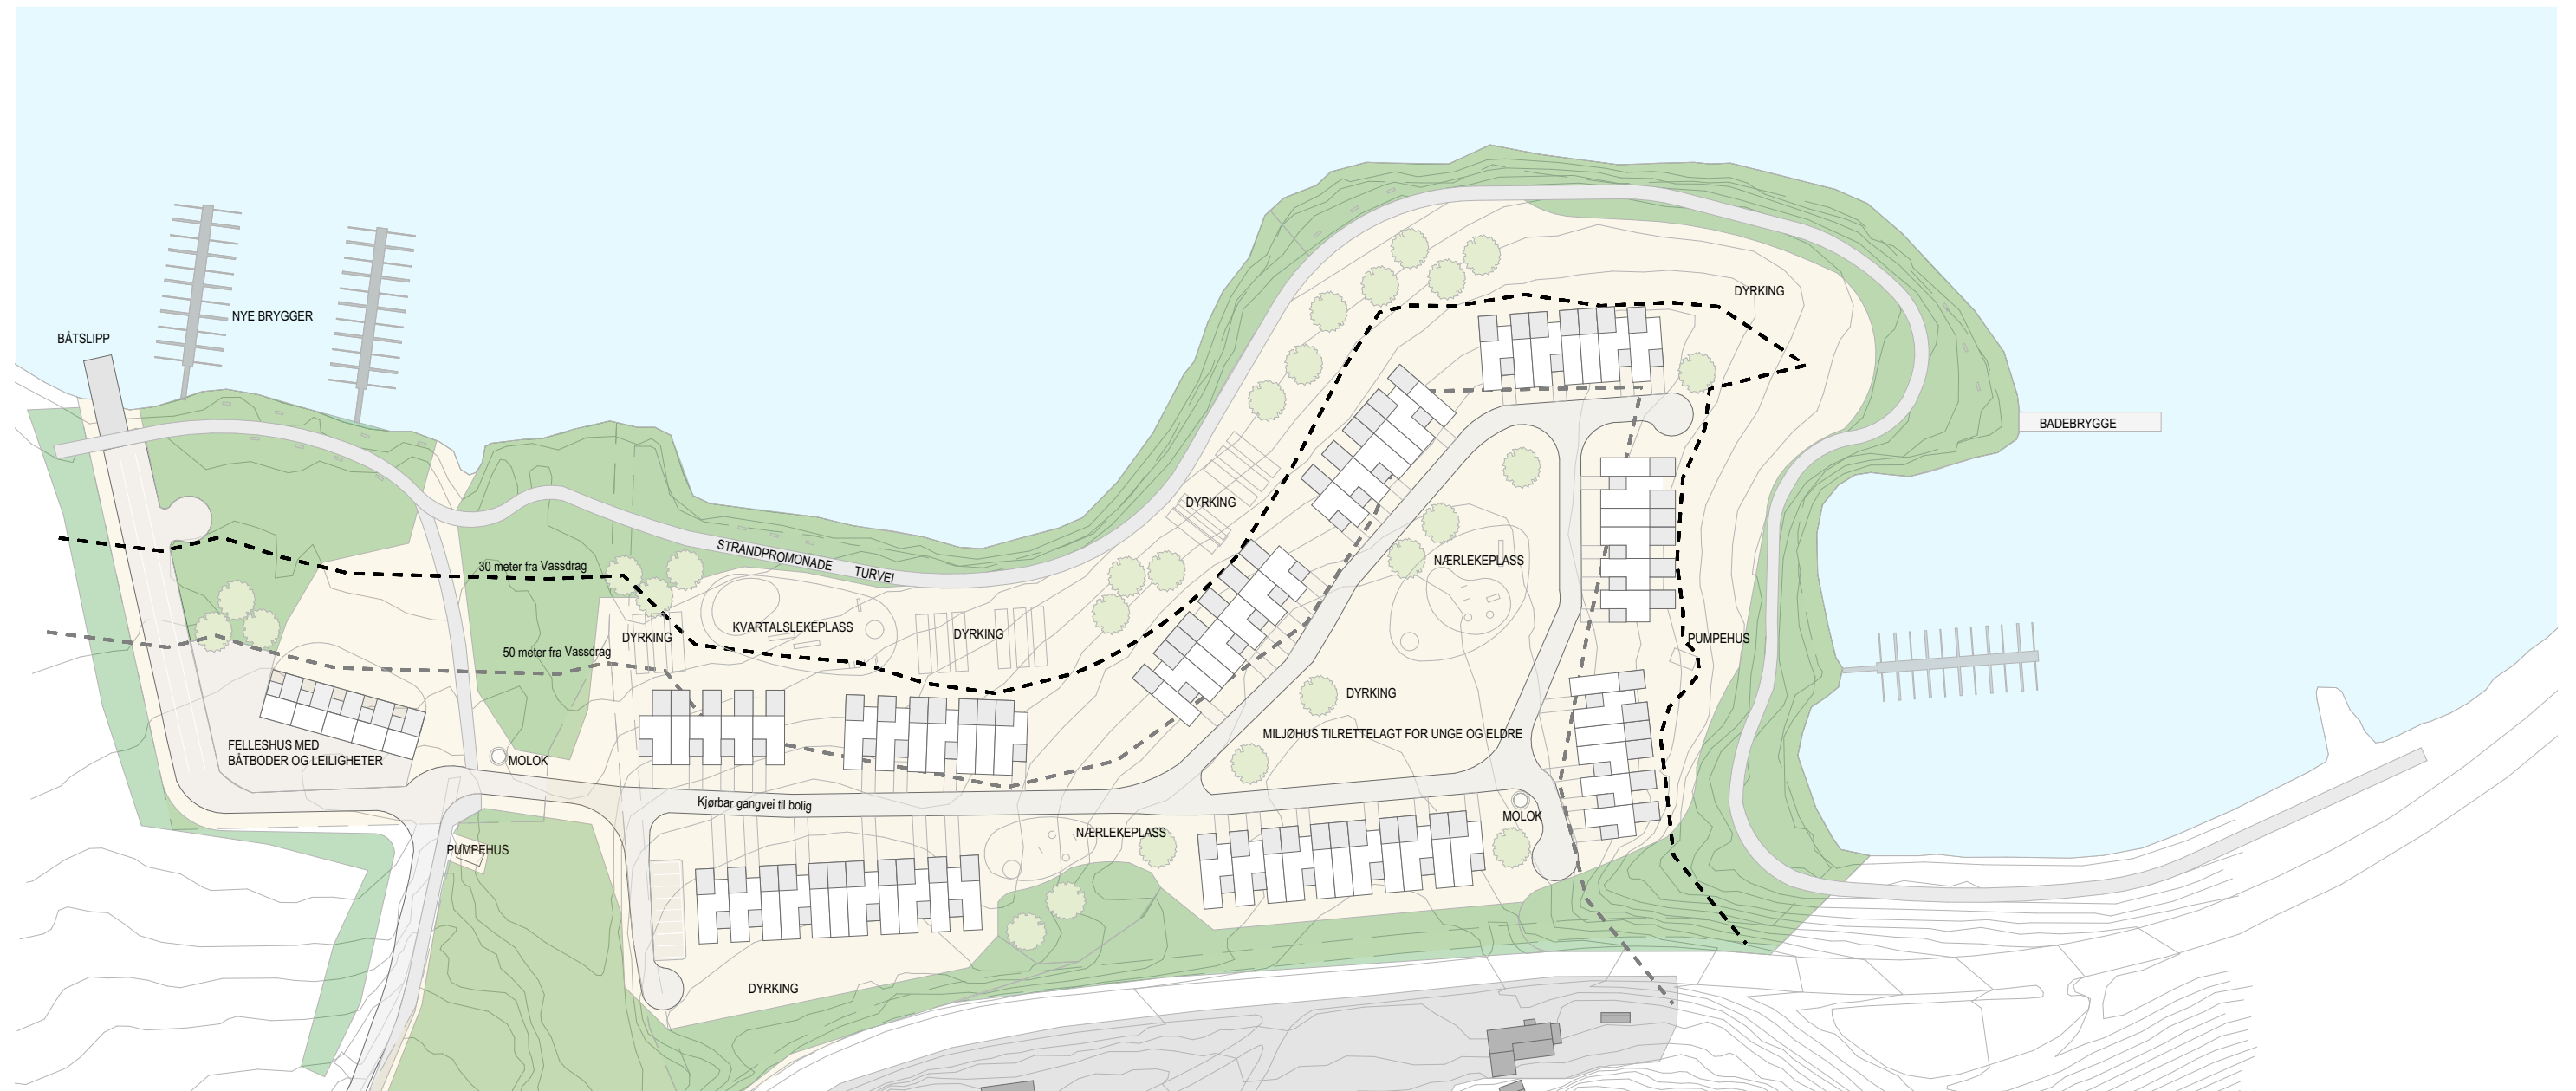 NYE BRYGGER
BÅTSLIPP
DYRKING
BADEBRYGGE
DYRKING
STRANDPROMONADE TURVEI
30 meter fra Vassdrag
NÆRLEKEPLASS
KVARTALSLEKEPLASS
DYRKING
DYRKING
PUMPEHUS
50 meter fra Vassdrag
DYRKING
MILJØHUS TILRETTELAGT FOR UNGE OG ELDRE
FELLESHUS MED
BÅTBODER OG LEILIGHETER
MOLOK
Kjørbar gangvei til bolig
MOLOK
NÆRLEKEPLASS
PUMPEHUS
DYRKING